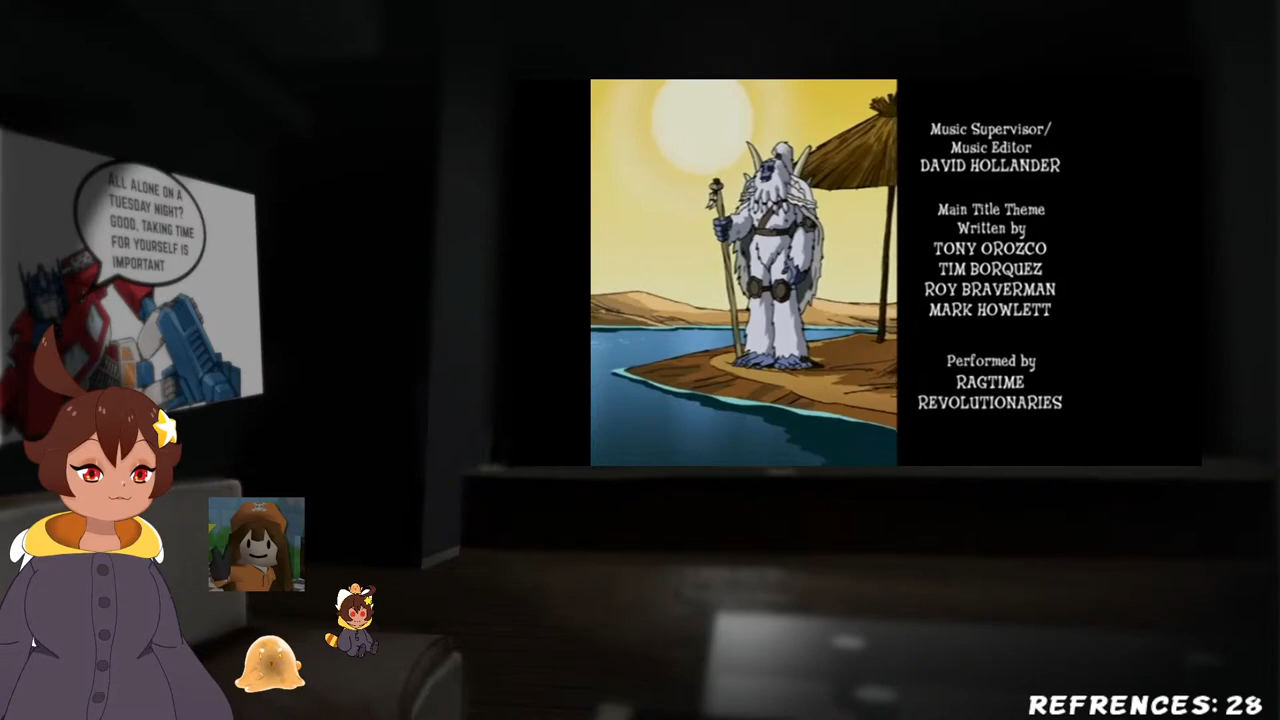 ALL ALONE ON A
TUESDAY NIGHT?
GOOD, TAKING TIME
FOR YOURSELF IS
IMPORTANT
Music Supervisor/
Music Editor
DAVID HOLLANDER
Main Title Theme
Written by
TONY OROZCO
TIM BORQUEZ
ROY BRAVERMAN
MARK HOWLETT
Performed by
RAGTIME
REVOLUTIONARIES
REFRENCES: 28